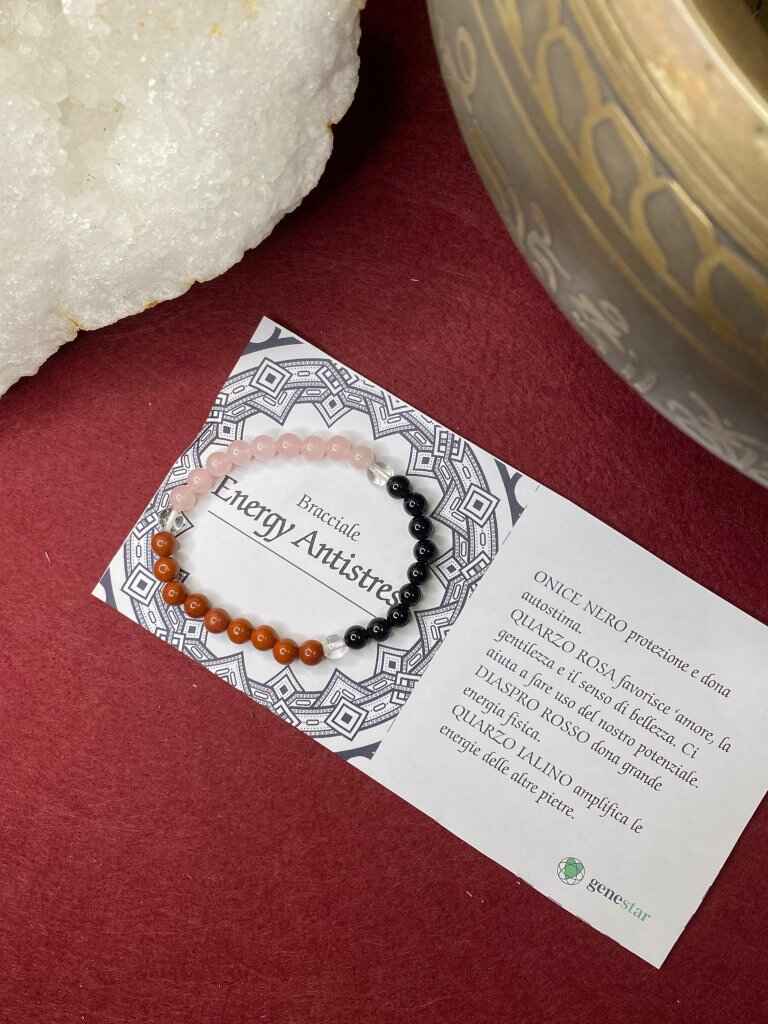 Bracciale
Energy Antistres
ONICE NERO protezione e dona
autostima.
QUARZO ROSA favorisce ‘amore, la
gentilezza e il senso di bellezza. Ci
aiuta a fare uso del nostro potenziale.
DIASPRO ROSSO dona grande
energia fisica.
QUARZO IALINO amplifica le
energie delle altre pietre.
genestar